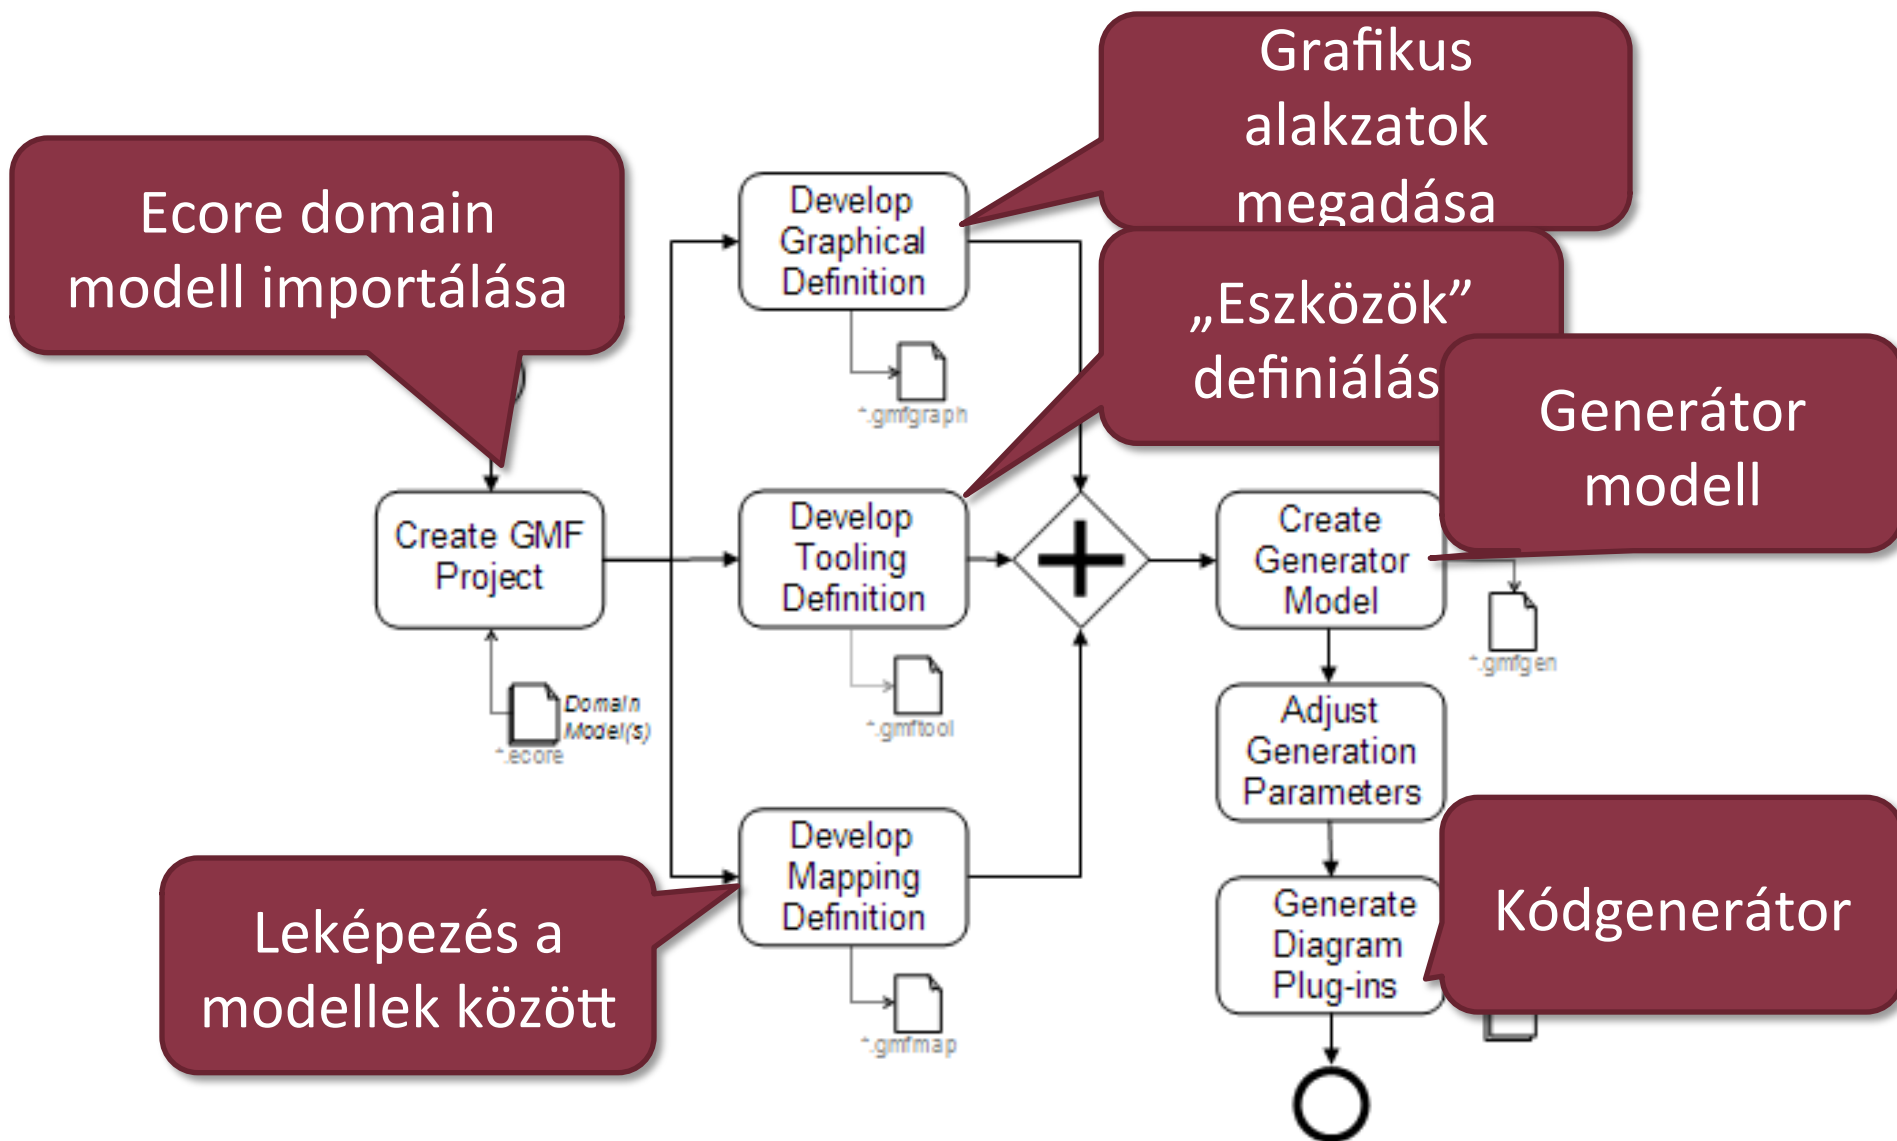 Grafikus
alakzatok
megadása
Ecore domain
modell importálása
Develop
Graphical
Definition
„Eszközök”
definiálás
*.gmfgraph
Generátor
modell
Create GMF
Project
Develop
Tooling
Definition
Create
Generator
Model
*.gmfgen
Domain
Model(s)
*.ecore
*.gmftool
Adjust
Generation
Parameters
Develop
Mapping
Definition
Leképezés a
modellek között
*.gmfmap
Generate
Diagram
Plug-ins
Kódgenerátor